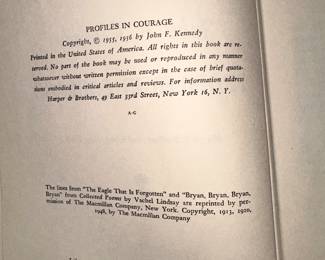 PROFILES IN COURAGE
Copyright, © 1955, 1956 by John F. Kennedy
Printed in the United States of America. All rights in this book are re-
served. No part of the book may be used or reproduced in any manner
whatsoever without written permission except in the case of brief quota-
tions embodied in critical articles and reviews. For information address
Harper & Brothers, 49 East 33rd Street, New York 16, N. Y.
A-G
The lines from "The Eagle That Is Forgotten" and "Bryan, Bryan, Bryan,
Bryan" from Collected Poems by Vachel Lindsay are reprinted by per-
mission of The Macmillan Company, New York. Copyright, 1913, 1920,
1948, by The Macmillan Company